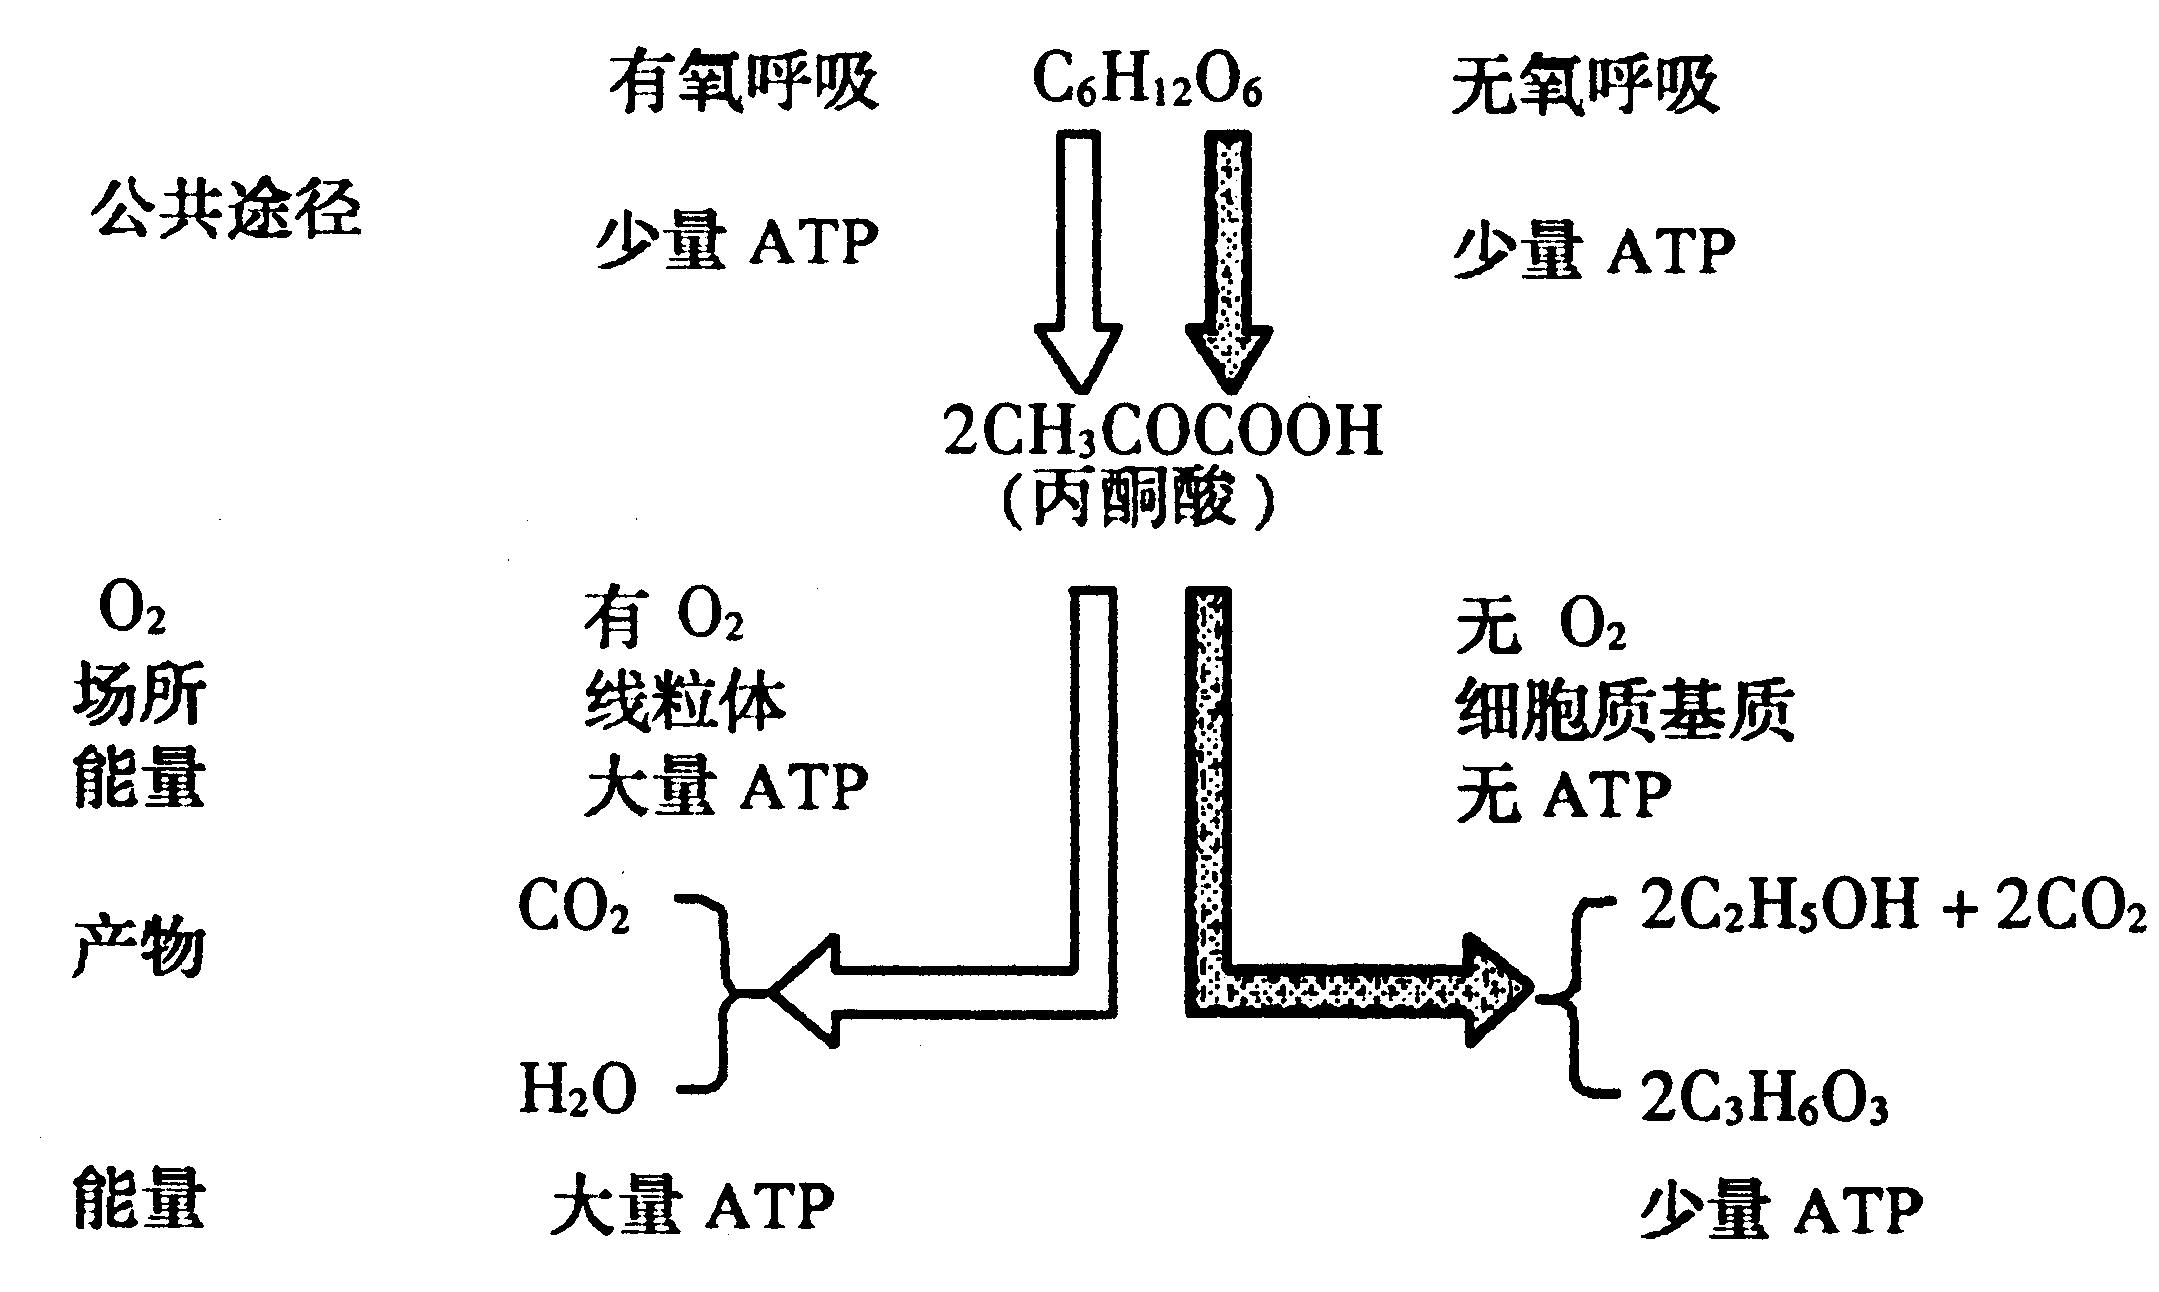 有氧呼吸 C₆H₁₂O₆ 无氧呼吸
公共途径 少量 ATP 少量 ATP
2CH₃COCOOH
(丙酮酸)
O₂ 有 O₂ 无 O₂
场所 线粒体 细胞质基质
能量 大量 ATP 无 ATP
产物 CO₂ 2C₂H₅OH + 2CO₂
H₂O 2C₃H₆O₃
能量 大量 ATP 少量 ATP